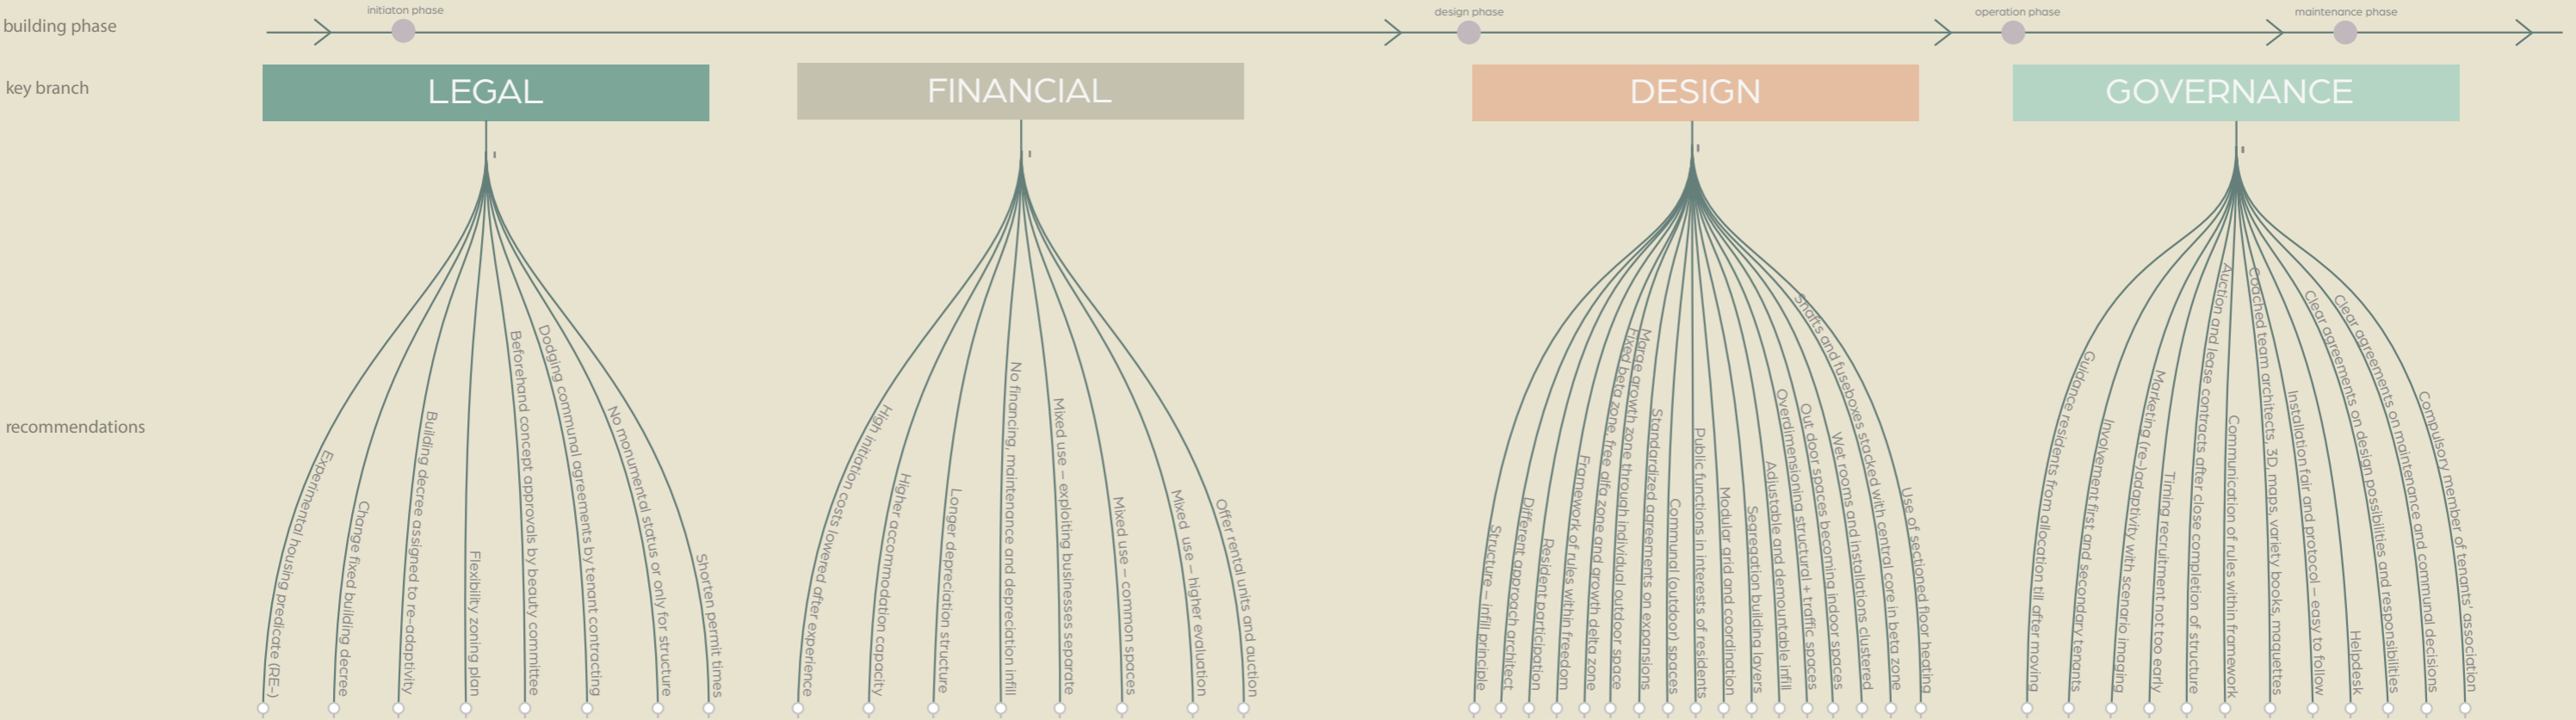 building phase
initiaton phase
design phase
operation phase
maintenance phase
key branch
LEGAL
FINANCIAL
DESIGN
GOVERNANCE
recommendations
Experimental housing predicate (RE-)
Change fixed building decree
Building decree assigned to re-adaptivity
Flexibility zoning plan
Beforehand concept approvals by beauty committee
Dodging communal agreements by tenant contracting
No monumental status or only for structure
Shorten permit times
High initiation costs lowered after experience
Higher accommodation capacity
Longer depreciation structure
No financing, maintenance and depreciation infill
Mixed use – exploiting businesses separate
Mixed use – common spaces
Mixed use – higher evaluation
Offer rental units and auction
Structure – infill principle
Different approach architect
Resident participation
Framework of rules within freedom
Fixed beta zone, free alfa zone and growth delta zone
growth zone through individual outdoor space
Standardized agreements on expansions
Communal (outdoor) spaces
Public functions in interests of residents
Modular grid and coordination
Segregation building layers
Adjustable and demountable infill
Overdimensioning structural + traffic spaces
Out door spaces becoming indoor spaces
Wet rooms and installations clustered
Shafts and fuseboxes stacked with central core in beta zone
Use of sectioned floor heating
Guidance residents from allocation till after moving
Involvement first and secondary tenants
Marketing (re-)adaptivity with scenario imaging
Timing recruitment not too early
Auction and lease contracts after close completion of structure
Communication of rules within framework
Coached team architects, 3D, maps, variety books, maquettes
Installation fair and protocol – easy to follow
Helpdesk
Clear agreements on design possibilities and responsibilities
Clear agreements on maintenance and communal decisions
Compulsory member of tenants' association